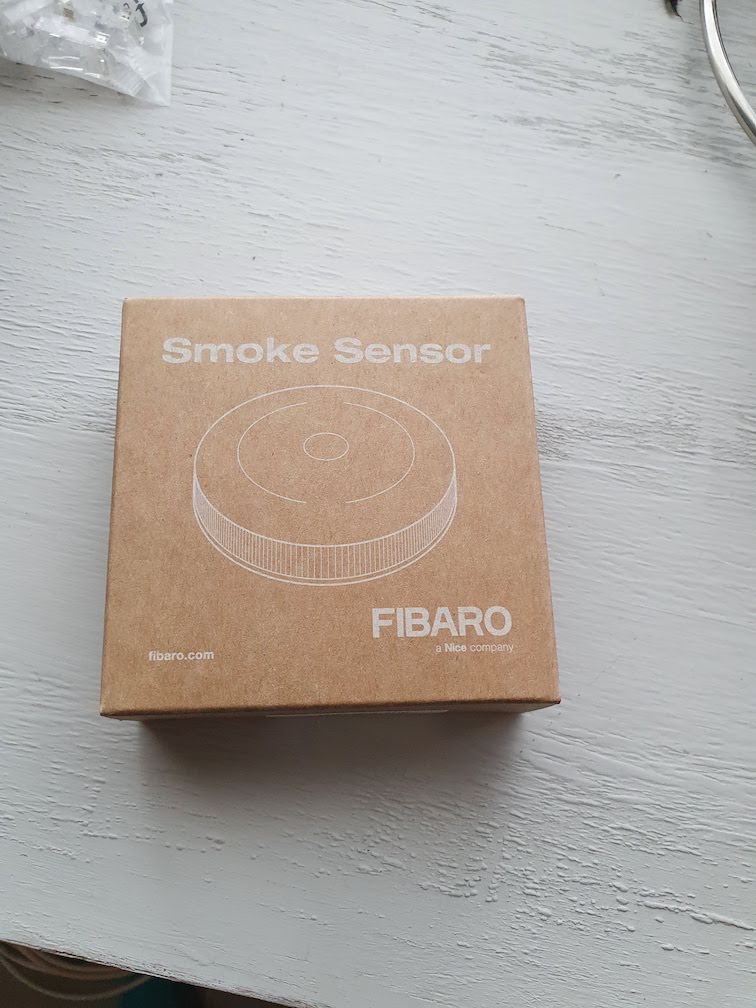 Smoke Sensor
FIBARO
a Nice company
fibaro.com